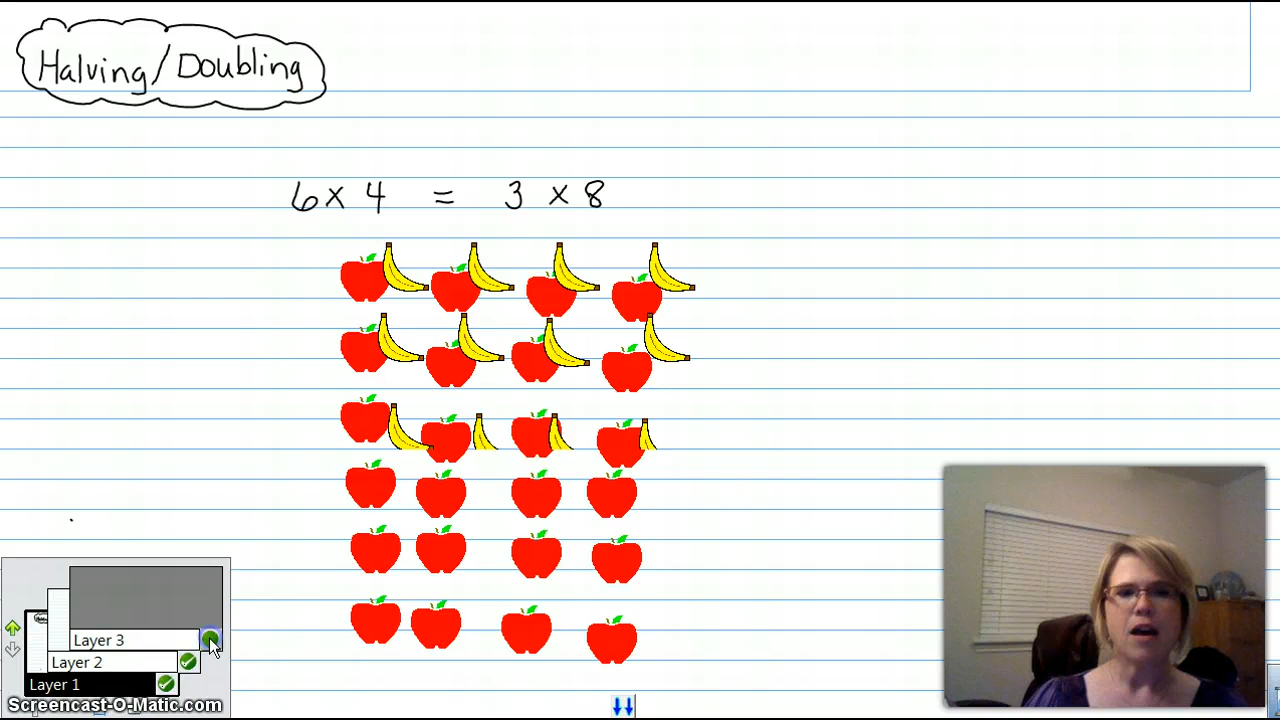 Halving/Doubling
6 x 4 = 3 x 8
Layer 3
Layer 2
Layer 1
Screencast-O-Matic.com